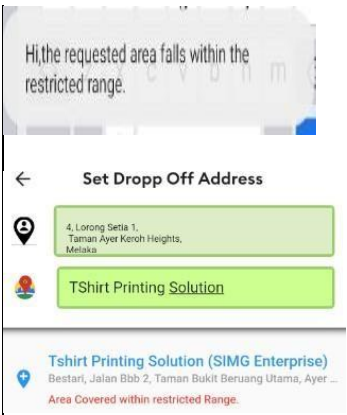 Hi,the requested area falls within the
restricted range.
c v b n m
Set Dropp Off Address
4, Lorong Setia 1,
Taman Ayer Keroh Heights,
Melaka
TShirt Printing Solution
Tshirt Printing Solution (SIMG Enterprise)
Bestari, Jalan Bbb 2, Taman Bukit Beruang Utama, Ayer ...
Area Covered within restricted Range.